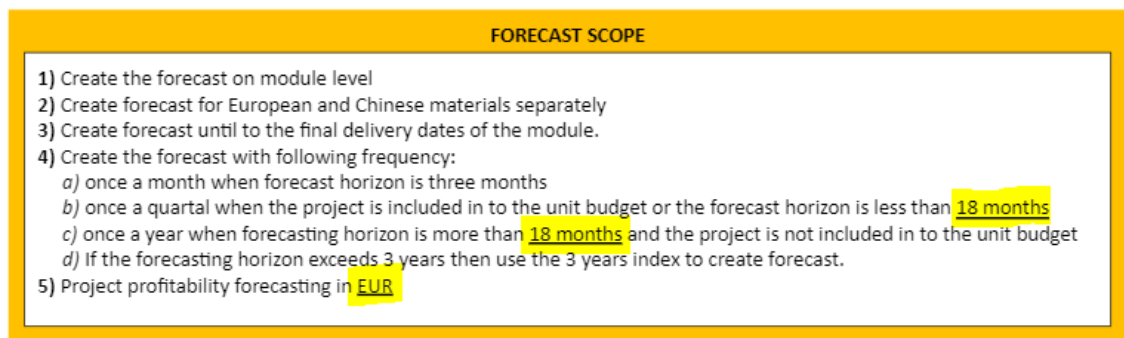 FORECAST SCOPE
1) Create the forecast on module level
2) Create forecast for European and Chinese materials separately
3) Create forecast until to the final delivery dates of the module.
4) Create the forecast with following frequency:
a) once a month when forecast horizon is three months
b) once a quartal when the project is included in to the unit budget or the forecast horizon is less than 18 months
c) once a year when forecasting horizon is more than 18 months and the project is not included in to the unit budget
d) If the forecasting horizon exceeds 3 years then use the 3 years index to create forecast.
5) Project profitability forecasting in EUR